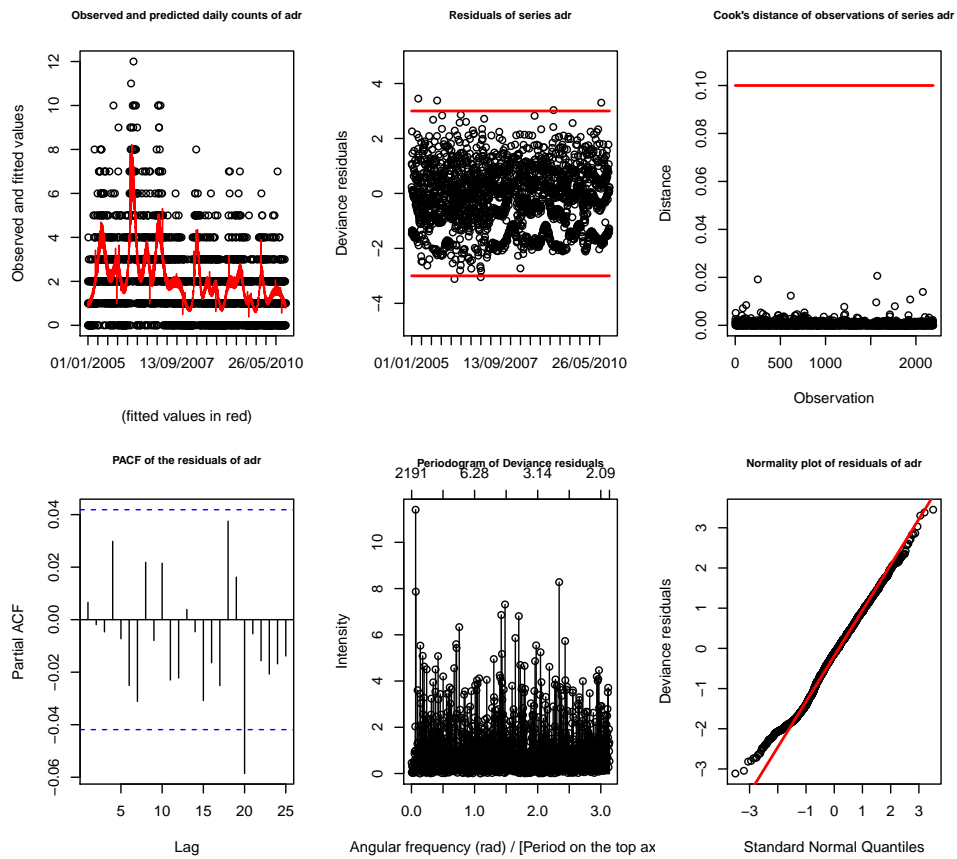 Observed and predicted daily counts of adr
Observed and fitted values
0 2 4 6 8 10 12
01/01/2005 13/09/2007 26/05/2010
(fitted values in red)
Residuals of series adr
Deviance residuals
−4 −2 0 2 4
01/01/2005 13/09/2007 26/05/2010
Cook's distance of observations of series adr
Distance
0.00 0.02 0.04 0.06 0.08 0.10
0 500 1000 2000
Observation
PACF of the residuals of adr
Partial ACF
−0.06 −0.04 −0.02 0.00 0.02 0.04
5 10 15 20 25
Lag
Periodogram of Deviance residuals
2191 6.28 3.14 2.09
Intensity
0 2 4 6 8 10
0.0 1.0 2.0 3.0
Angular frequency (rad) / [Period on the top ax
Normality plot of residuals of adr
Deviance residuals
−3 −2 −1 0 1 2 3
−3 −2 −1 0 1 2 3
Standard Normal Quantiles